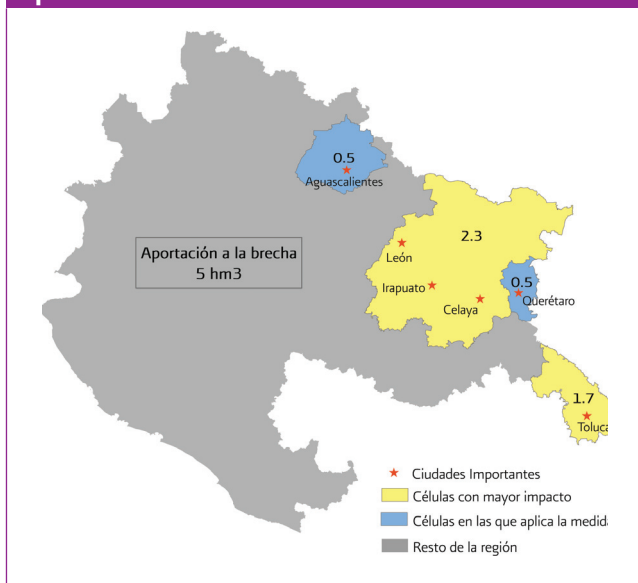 0.5
Aguascalientes
2.3
Aportación a la brecha
5 hm3
León
0.5
Irapuato
Querétaro
Celaya
1.7
Toluca
Ciudades Importantes
Células con mayor impacto
Células en las que aplica la medida
Resto de la región